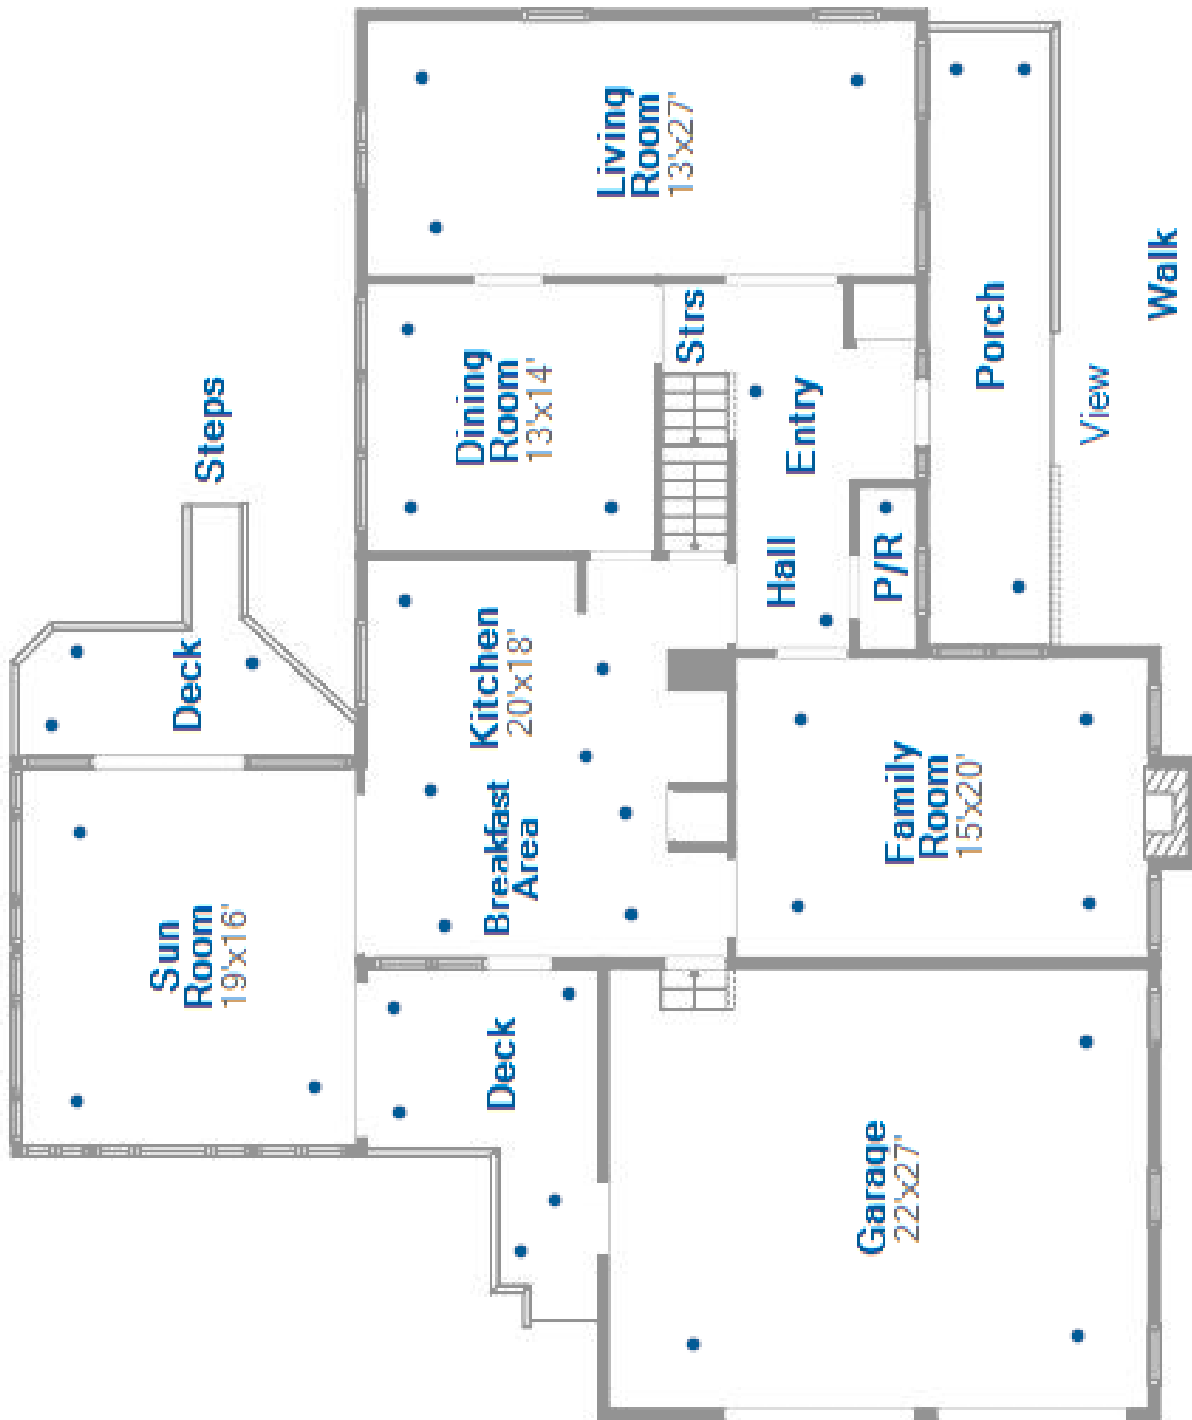 Sun
Room
19'x16'
Deck
Steps
Deck
Breakfast
Area
Kitchen
20'x18'
Dining
Room
13'x14'
Living
Room
13'x27'
Strs
Garage
22'x27'
Family
Room
15'x20'
Hall
Entry
P/R
Porch
View
Walk